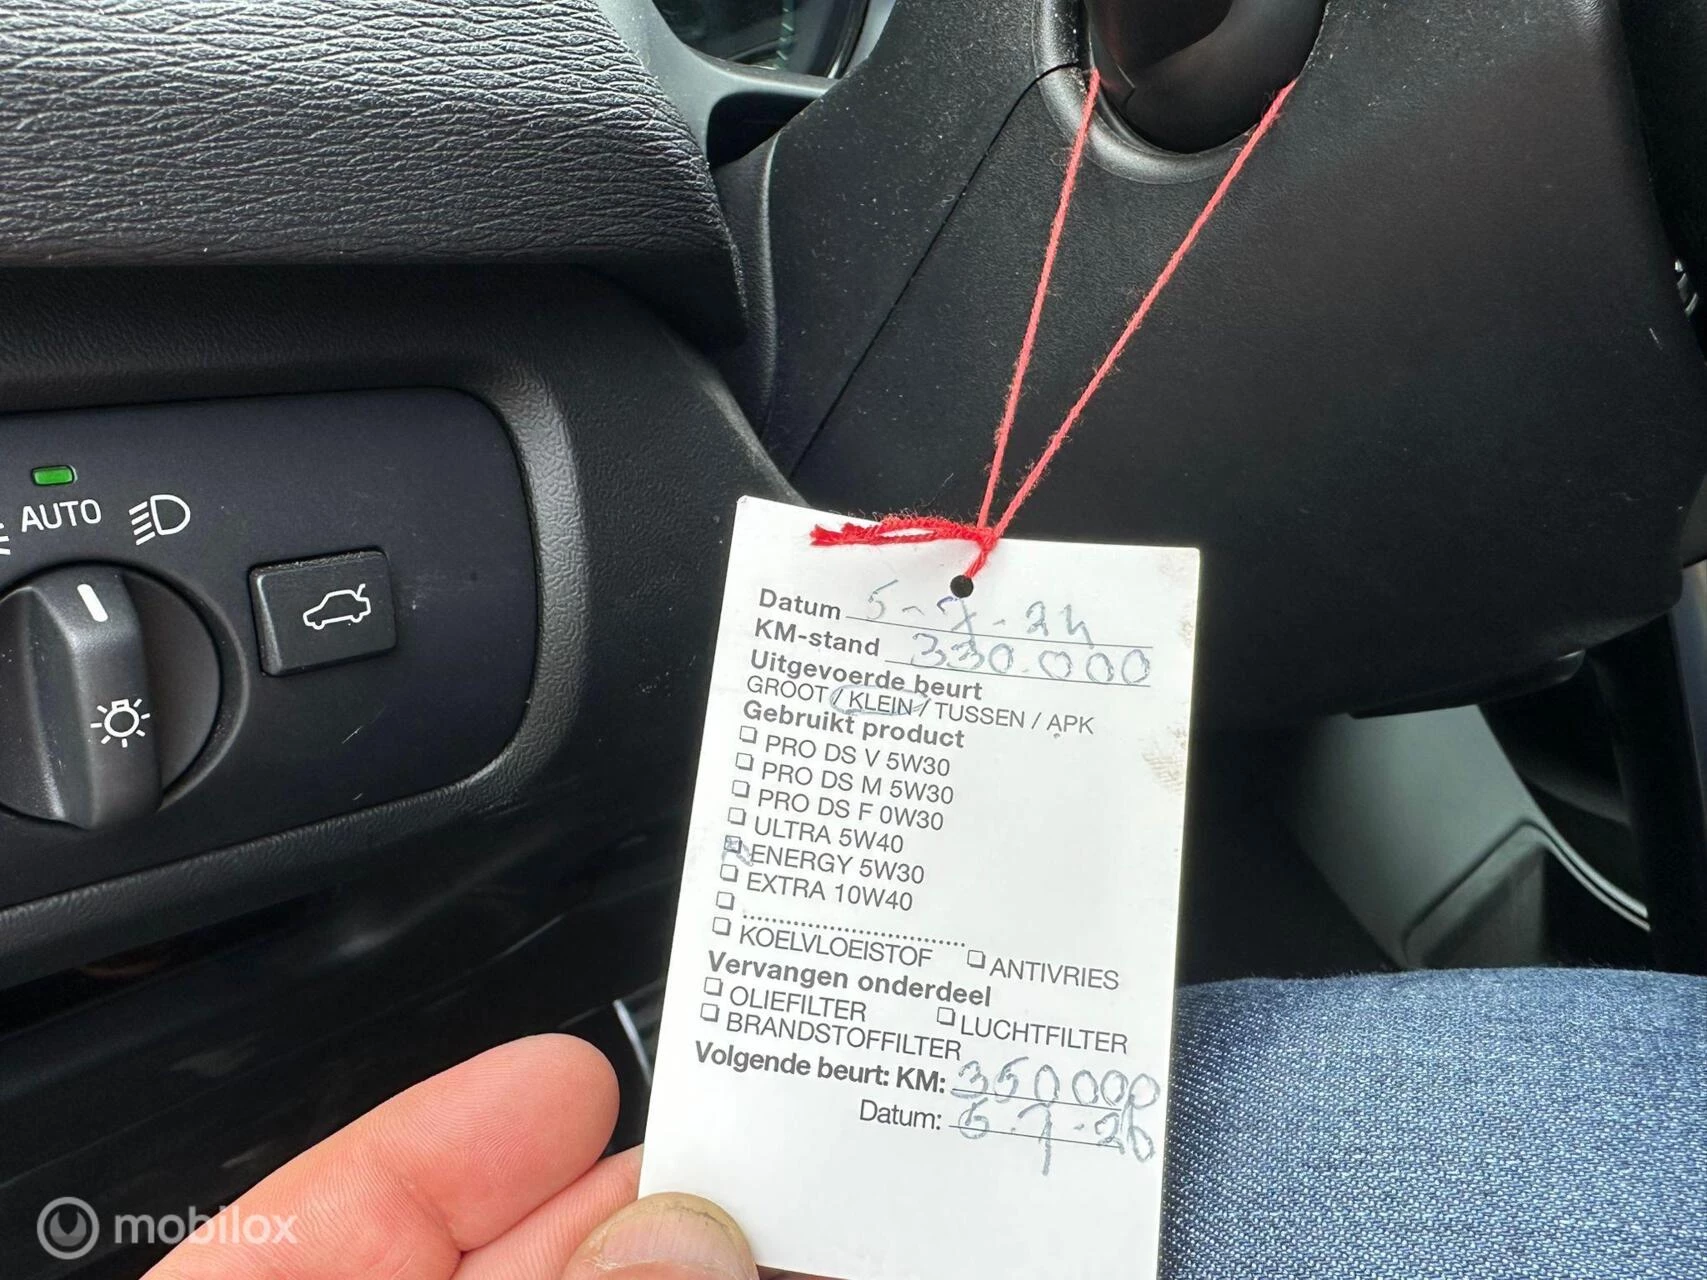 AUTO
Datum 5-7-24
KM-stand 330.000
Uitgevoerde beurt
GROOT / KLEIN / TUSSEN / APK
Gebruikt product
❏ PRO DS V 5W30
❏ PRO DS M 5W30
❏ PRO DS F 0W30
❏ ULTRA 5W40
❏ ENERGY 5W30
❏ EXTRA 10W40
❏ ..............................
❏ KOELVLOEISTOF ❏ ANTIVRIES
Vervangen onderdeel
❏ OLIEFILTER ❏ LUCHTFILTER
❏ BRANDSTOFFILTER
Volgende beurt: KM: 350000
Datum: 5-7-26
mobilox